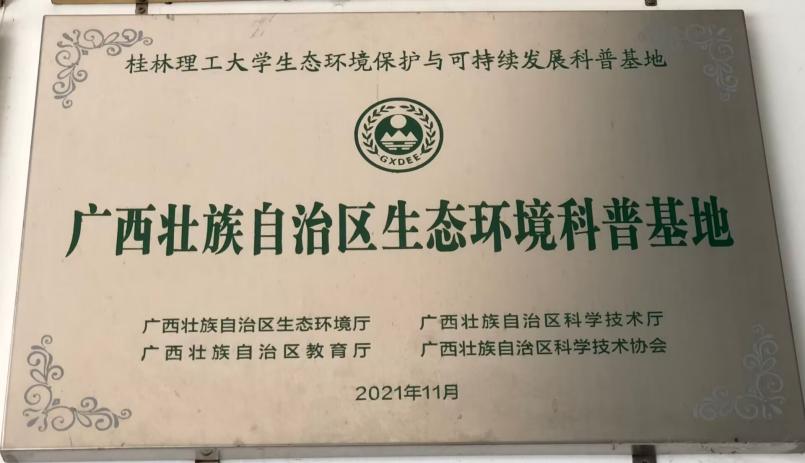 桂林理工大学生态环境保护与可持续发展科普基地
GXDEE
广西壮族自治区生态环境科普基地
广西壮族自治区生态环境厅 广西壮族自治区科学技术厅
广西壮族自治区教育厅 广西壮族自治区科学技术协会
2021年11月